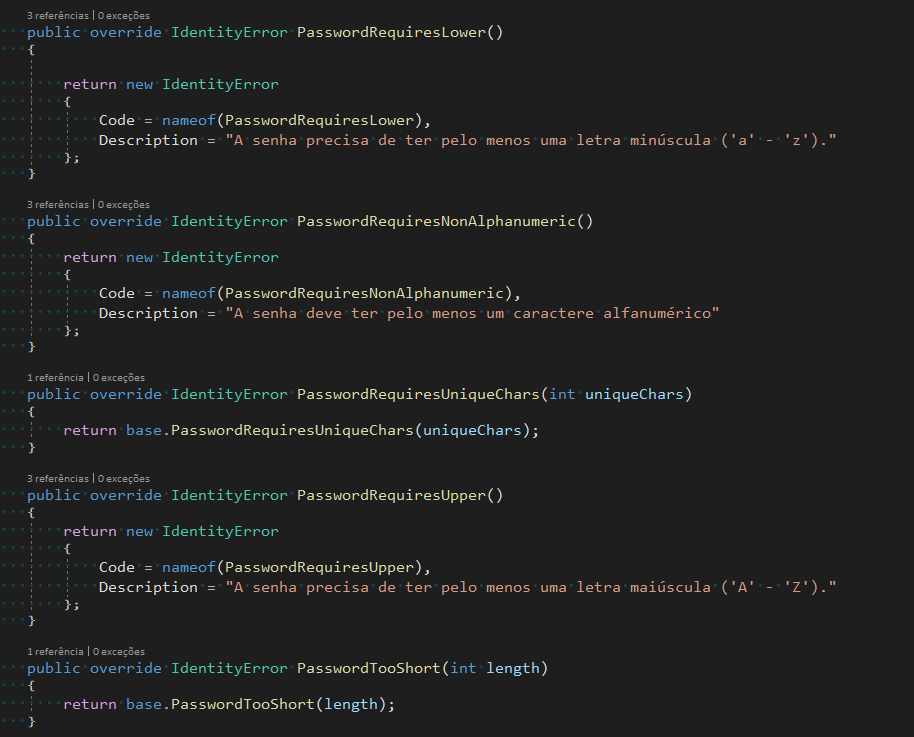 3 referências | 0 exceções
public override IdentityError PasswordRequiresLower()
{
return new IdentityError
{
Code = nameof(PasswordRequiresLower),
Description = "A senha precisa de ter pelo menos uma letra minúscula ('a' - 'z')."
};
}
3 referências | 0 exceções
public override IdentityError PasswordRequiresNonAlphanumeric()
{
return new IdentityError
{
Code = nameof(PasswordRequiresNonAlphanumeric),
Description = "A senha deve ter pelo menos um caractere alfanumérico"
};
}
1 referência | 0 exceções
public override IdentityError PasswordRequiresUniqueChars(int uniqueChars)
{
return base.PasswordRequiresUniqueChars(uniqueChars);
}
3 referências | 0 exceções
public override IdentityError PasswordRequiresUpper()
{
return new IdentityError
{
Code = nameof(PasswordRequiresUpper),
Description = "A senha precisa de ter pelo menos uma letra maiúscula ('A' - 'Z')."
};
}
1 referência | 0 exceções
public override IdentityError PasswordTooShort(int length)
{
return base.PasswordTooShort(length);
}